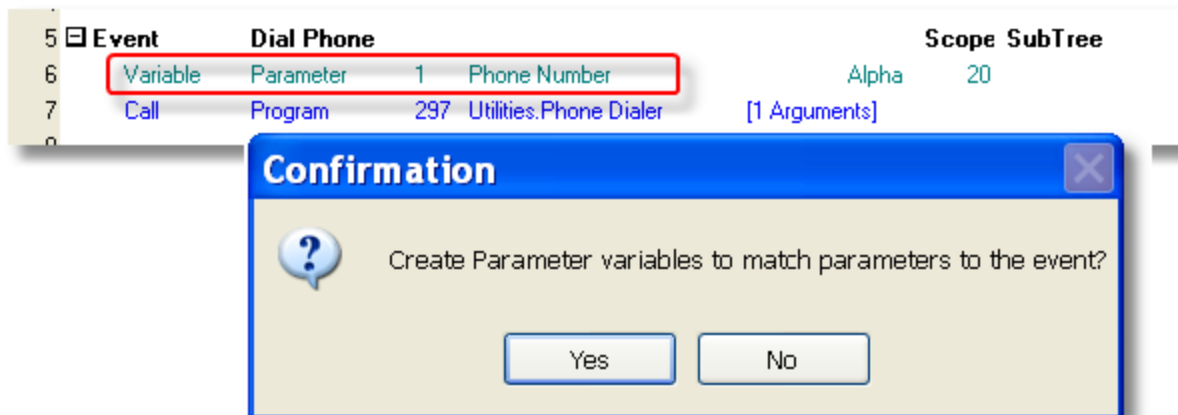 5 Event Dial Phone Scope SubTree
6 Variable Parameter 1 Phone Number Alpha 20
7 Call Program 297 Utilities.Phone Dialer [1 Arguments]
Confirmation
Create Parameter variables to match parameters to the event?
Yes No